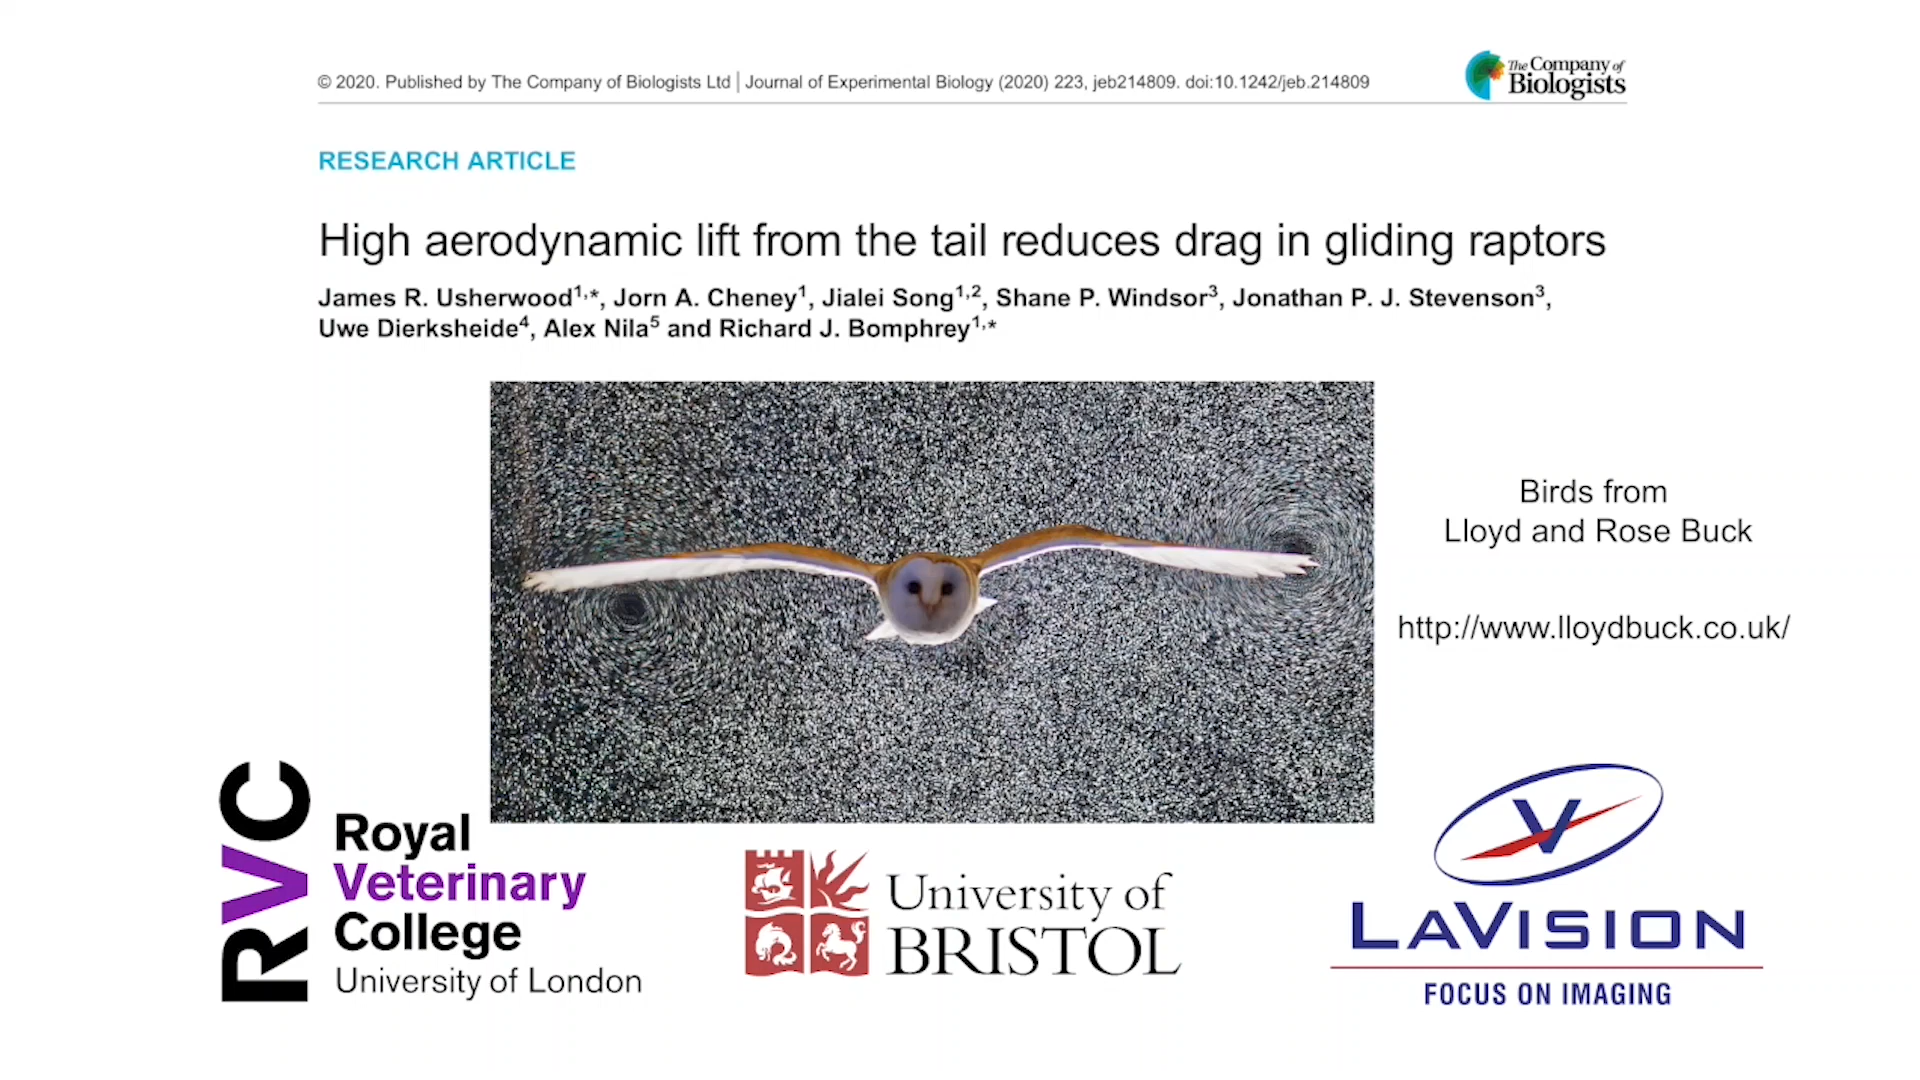 © 2020. Published by The Company of Biologists Ltd | Journal of Experimental Biology (2020) 223, jeb214809. doi:10.1242/jeb.214809
The Company of
Biologists
RESEARCH ARTICLE
High aerodynamic lift from the tail reduces drag in gliding raptors
James R. Usherwood1,*, Jorn A. Cheney1, Jialei Song1,2, Shane P. Windsor3, Jonathan P. J. Stevenson3,
Uwe Dierksheide4, Alex Nila5 and Richard J. Bomphrey1,*
Birds from
Lloyd and Rose Buck
http://www.lloydbuck.co.uk/
RVC
Royal
Veterinary
College
University of London
University of
BRISTOL
V
LAVISION
FOCUS ON IMAGING